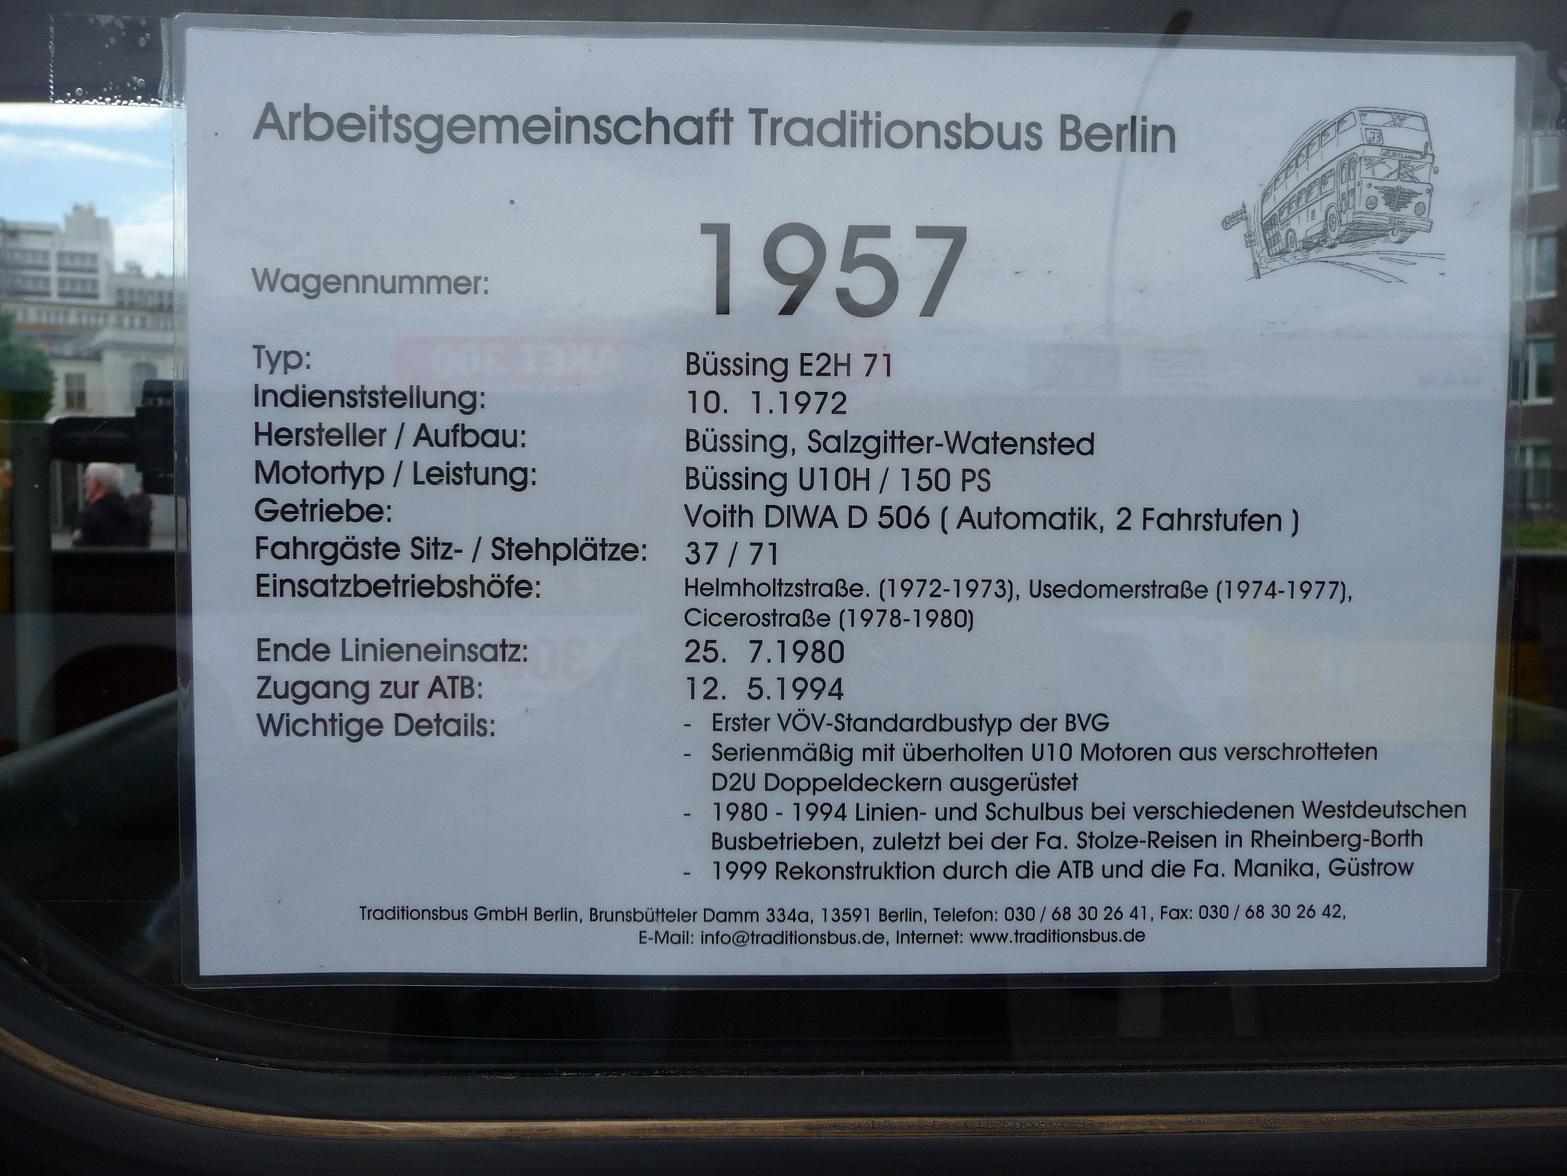 Arbeitsgemeinschaft Traditionsbus Berlin
Wagennummer: 1957
Typ: Büssing E2H 71
Indienststellung: 10. 1.1972
Hersteller / Aufbau: Büssing, Salzgitter-Watensted
Motortyp / Leistung: Büssing U10H / 150 PS
Getriebe: Voith DIWA D 506 ( Automatik, 2 Fahrstufen )
Fahrgäste Sitz- / Stehplätze: 37 / 71
Einsatzbetriebshöfe: Helmholtzstraße. (1972-1973), Usedomerstraße (1974-1977),
Cicerostraße (1978-1980)
Ende Linieneinsatz: 25. 7.1980
Zugang zur ATB: 12. 5.1994
Wichtige Details: - Erster VÖV-Standardbustyp der BVG
- Serienmäßig mit überholten U10 Motoren aus verschrotteten
D2U Doppeldeckern ausgerüstet
- 1980 - 1994 Linien- und Schulbus bei verschiedenen Westdeutschen
Busbetrieben, zuletzt bei der Fa. Stolze-Reisen in Rheinberg-Borth
- 1999 Rekonstruktion durch die ATB und die Fa. Manika, Güstrow
Traditionsbus GmbH Berlin, Brunsbütteler Damm 334a, 13591 Berlin, Telefon: 030 / 68 30 26 41, Fax: 030 / 68 30 26 42,
E-Mail: info@traditionsbus.de, Internet: www.traditionsbus.de